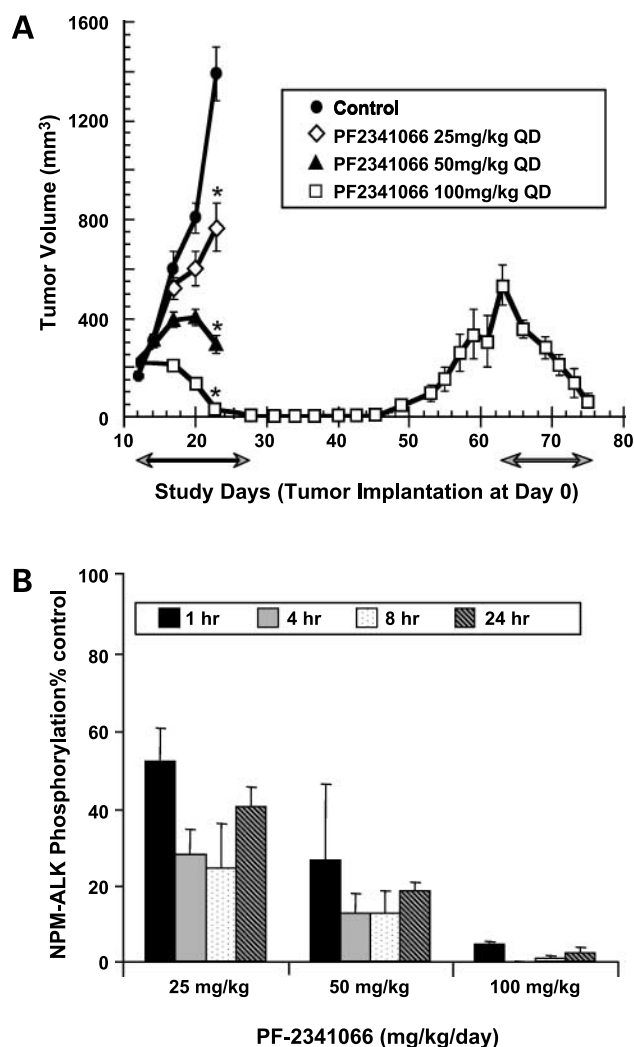 A
1600
1200
800
400
0
Tumor Volume (mm³)
Control
PF2341066 25mg/kg QD
PF2341066 50mg/kg QD
PF2341066 100mg/kg QD
*
*
*
10 20 30 40 50 60 70 80
Study Days (Tumor Implantation at Day 0)
B
100
80
60
40
20
0
NPM-ALK Phosphorylation% control
1 hr 4 hr 8 hr 24 hr
25 mg/kg 50 mg/kg 100 mg/kg
PF-2341066 (mg/kg/day)